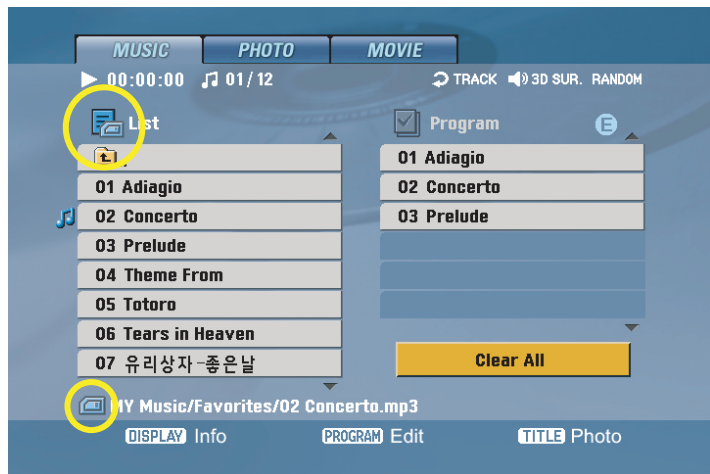 MUSIC PHOTO MOVIE
00:00:00 01/12 TRACK 3D SUR. RANDOM
List
01 Adiagio
02 Concerto
03 Prelude
04 Theme From
05 Totoro
06 Tears in Heaven
07 유리상자-좋은날
Program E
01 Adiagio
02 Concerto
03 Prelude
Clear All
MY Music/Favorites/02 Concerto.mp3
DISPLAY Info PROGRAM Edit TITLE Photo